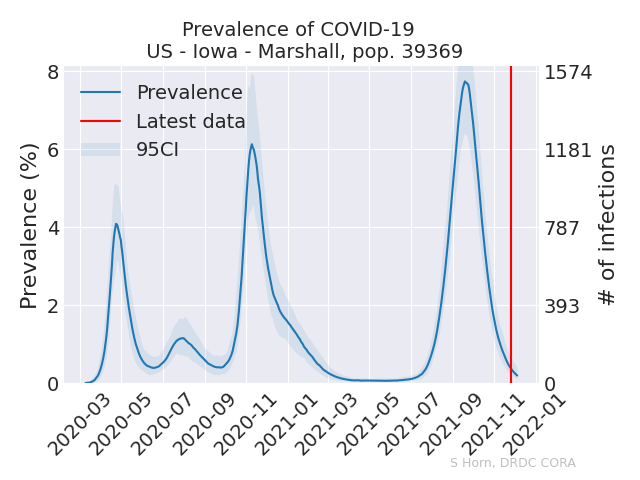 Prevalence of COVID-19
US - Iowa - Marshall, pop. 39369
Prevalence
Latest data
95CI
Prevalence (%)
8
6
4
2
0
1574
1181
787
393
0
# of infections
2020-03
2020-05
2020-07
2020-09
2020-11
2021-01
2021-03
2021-05
2021-07
2021-09
2021-11
2022-01
S Horn, DRDC CORA